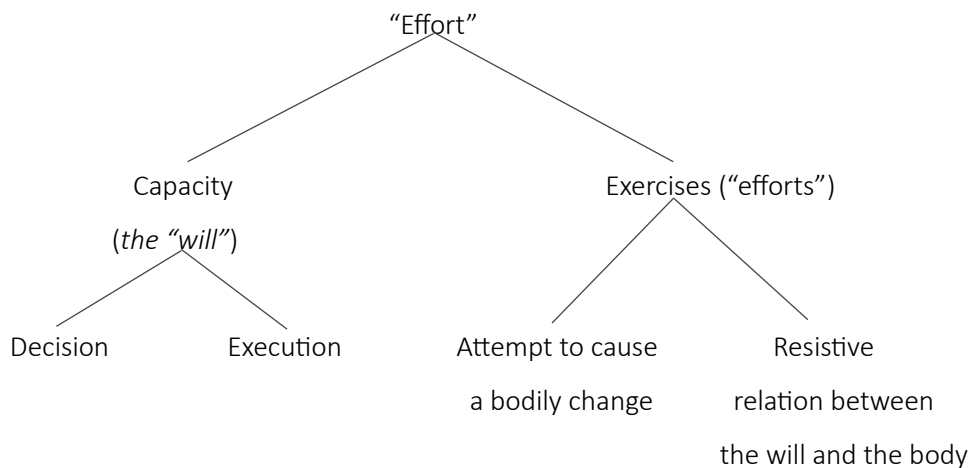 “Effort”
Capacity
(the “will”)
Exercises (“efforts”)
Decision
Execution
Attempt to cause
a bodily change
Resistive
relation between
the will and the body